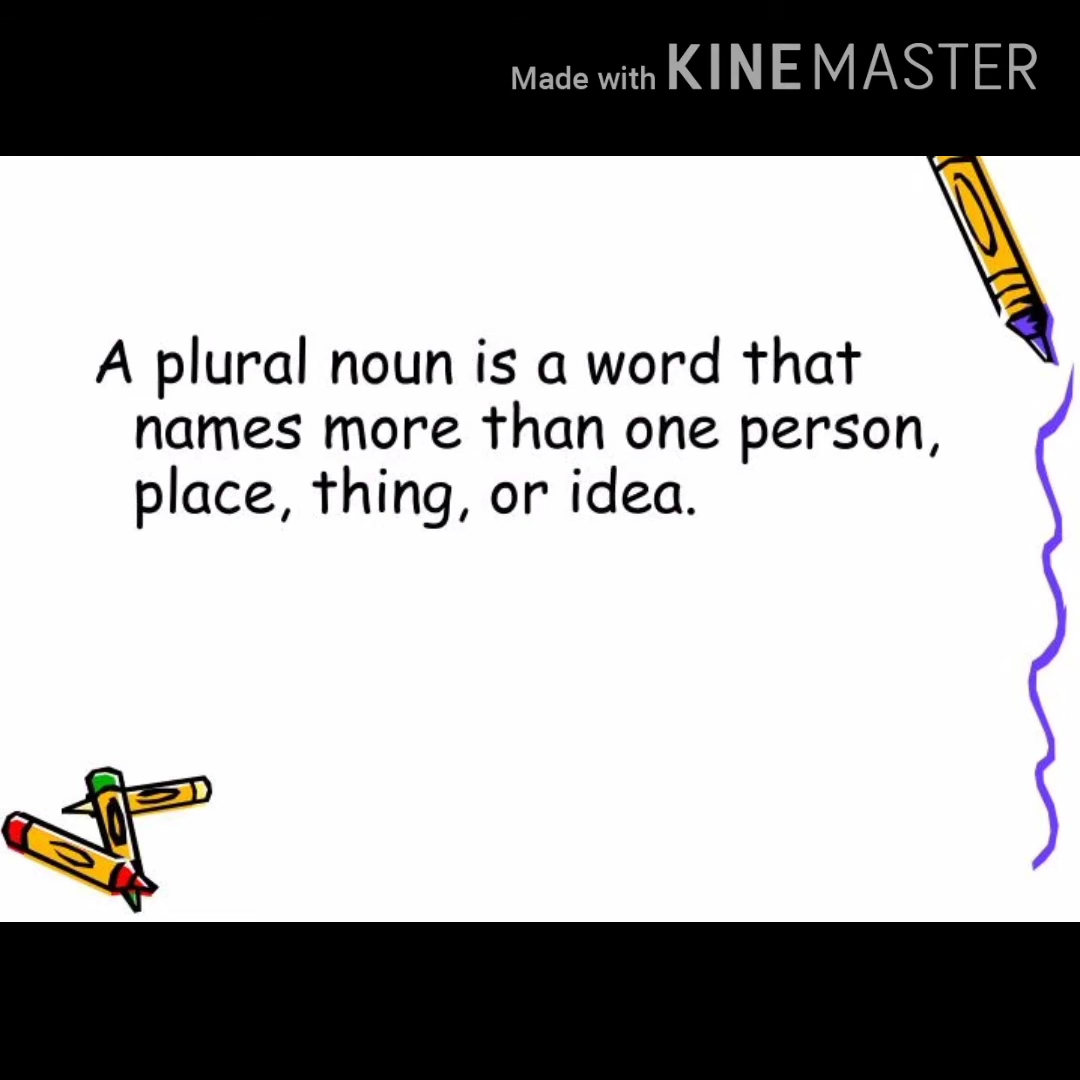 Made with KINEMASTER
A plural noun is a word that
names more than one person,
place, thing, or idea.